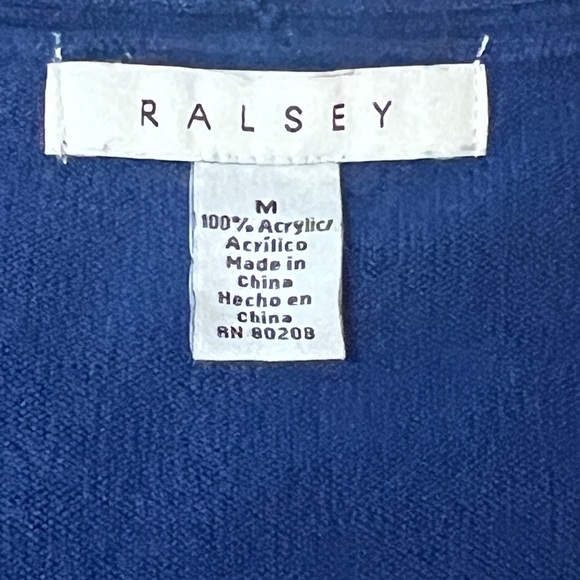 RALSEY
M
100% Acrylic/
Acrílico
Made in
China
Hecho en
China
RN 80208